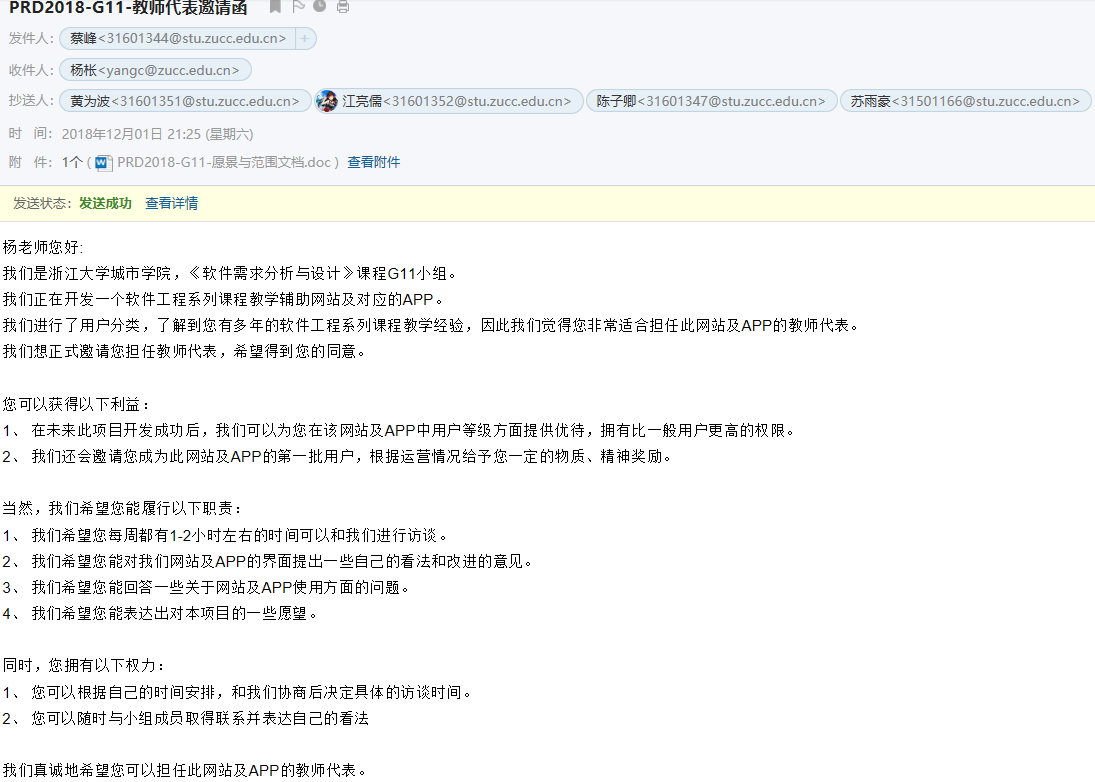 PRD2018-G11-教师代表邀请函
发件人： 蔡峰<31601344@stu.zucc.edu.cn> +
收件人： 杨枨<yangc@zucc.edu.cn>
抄送人： 黄为波<31601351@stu.zucc.edu.cn> 江亮儒<31601352@stu.zucc.edu.cn> 陈子卿<31601347@stu.zucc.edu.cn> 苏雨豪<31501166@stu.zucc.edu.cn>
时 间： 2018年12月01日 21:25 (星期六)
附 件： 1个 ( PRD2018-G11-愿景与范围文档.doc ) 查看附件
发送状态： 发送成功 查看详情
杨老师您好:
我们是浙江大学城市学院，《软件需求分析与设计》课程G11小组。
我们正在开发一个软件工程系列课程教学辅助网站及对应的APP。
我们进行了用户分类，了解到您有多年的软件工程系列课程教学经验，因此我们觉得您非常适合担任此网站及APP的教师代表。
我们想正式邀请您担任教师代表，希望得到您的同意。
您可以获得以下利益：
1、 在未来此项目开发成功后，我们可以为您在该网站及APP中用户等级方面提供优待，拥有比一般用户更高的权限。
2、 我们还会邀请您成为此网站及APP的第一批用户，根据运营情况给予您一定的物质、精神奖励。
当然，我们希望您能履行以下职责：
1、 我们希望您每周都有1-2小时左右的时间可以和我们进行访谈。
2、 我们希望您能对我们网站及APP的界面提出一些自己的看法和改进的意见。
3、 我们希望您能回答一些关于网站及APP使用方面的问题。
4、 我们希望您能表达出对本项目的一些愿望。
同时，您拥有以下权力：
1、 您可以根据自己的时间安排，和我们协商后决定具体的访谈时间。
2、 您可以随时与小组成员取得联系并表达自己的看法
我们真诚地希望您可以担任此网站及APP的教师代表。